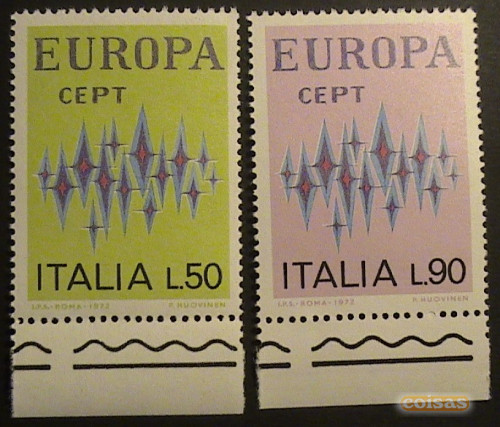 EUROPA
CEPT
ITALIA L.50
I.P.S.-ROMA-1972
P. HUOVINEN
EUROPA
CEPT
ITALIA L.90
I.P.S.-ROMA-1972
P. HUOVINEN
coisas